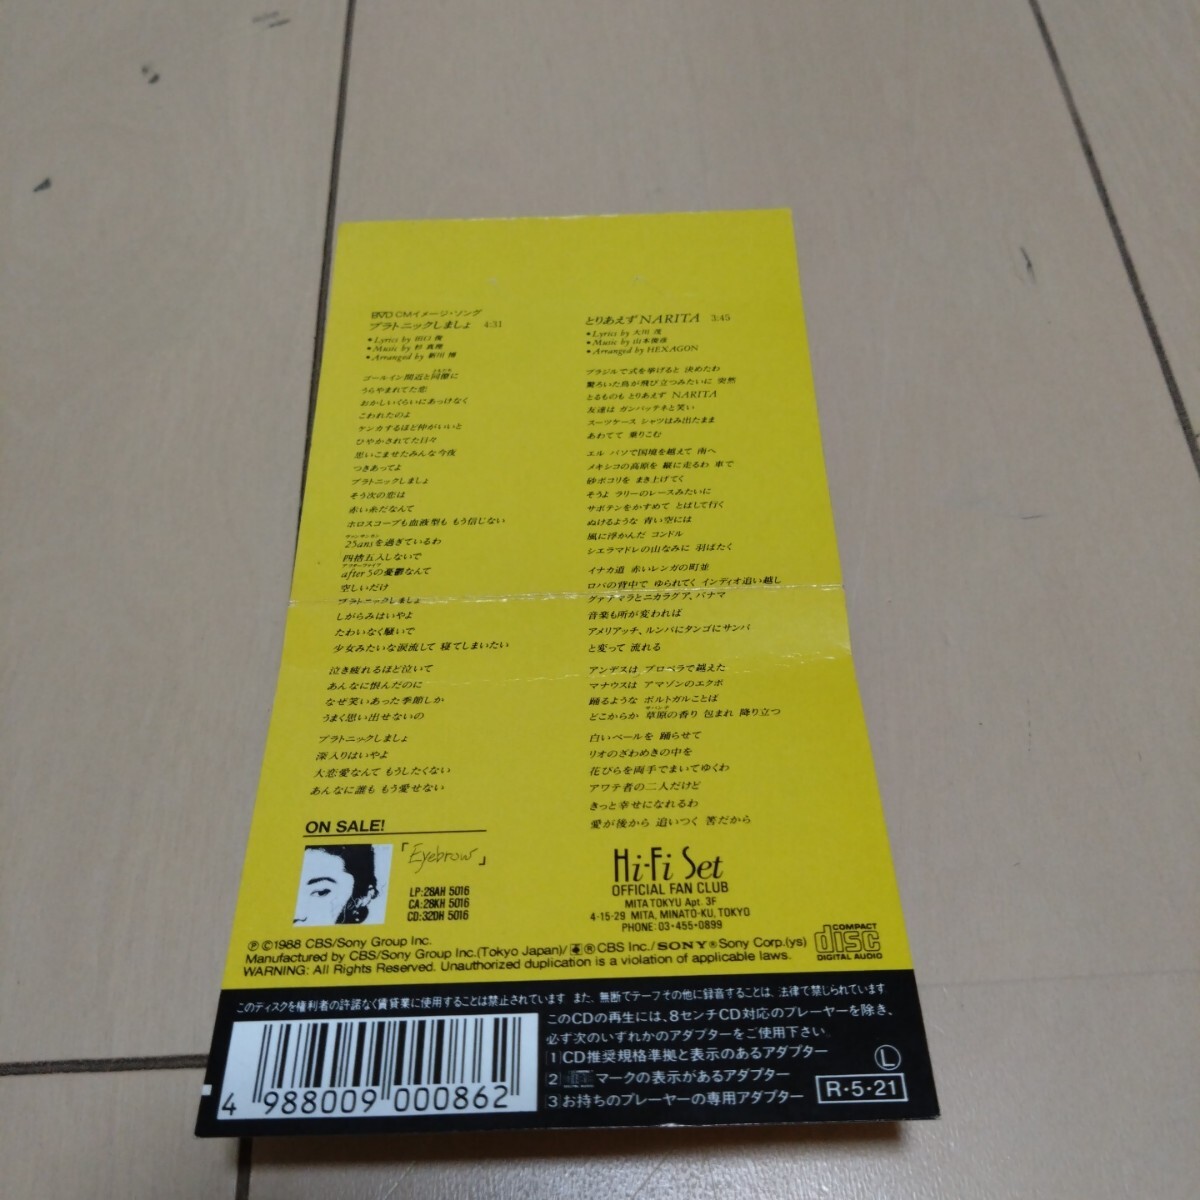 BVD CMイメージ・ソング
プラトニックしましょ 4:31
• Lyrics by 田口 俊
• Music by 杉 真理
• Arranged by 新川 博
ゴールイン間近と同僚に
うらやまれてた恋
おかしいくらいにあっけなく
こわれたのよ
ケンカするほど仲がいいと
ひやかされてた日々
思いこませたみんな今夜
つきあってよ
プラトニックしましょ
そう次の恋は
赤い糸だなんて
ホロスコープも血液型も もう信じない
25ansを過ぎているわ
四捨五入しないで
アフターファイブ
after5の憂鬱なんて
空しいだけ
プラトニックしましょ
しがらみはいやよ
たわいなく騒いで
少女みたいな涙流して 寝てしまいたい
泣き疲れるほど泣いて
あんなに恨んだのに
なぜ笑いあった季節しか
うまく思い出せないの
プラトニックしましょ
深入りはいやよ
大恋愛なんて もうしたくない
あんなに誰も もう愛せない
とりあえずNARITA 3:45
• Lyrics by 大川 茂
• Music by 山本俊彦
• Arranged by HEXAGON
ブラジルで式を挙げると 決めたわ
驚ろいた鳥が飛び立つみたいに 突然
とるものも とりあえず NARITA
友達は ガンバッテネと笑い
スーツケース シャツはみ出たまま
あわてて 乗りこむ
エル パソで国境を越えて 南へ
メキシコの高原を 縦に走るわ 車で
砂ボコリを まき上げてく
そうよ ラリーのレースみたいに
サボテンをかすめて とばして行く
ぬけるような 青い空には
風に浮かんだ コンドル
シエラマドレの山なみに 羽ばたく
イナカ道 赤いレンガの町並
ロバの背中で ゆられてく インディオ追い越し
グァテマラとニカラグア、パナマ
音楽も所が変われば
アメリアッチ、ルンバにタンゴにサンバ
と変って 流れる
アンデスは プロペラで越えた
マナウスは アマゾンのエクボ
踊るような ポルトガルことば
どこからか 草原の香り 包まれ 降り立つ
白いベールを 踊らせて
リオのざわめきの中を
花びらを両手でまいてゆくわ
アワテ者の二人だけど
きっと幸せになれるわ
愛が後から 追いつく 筈だから
ON SALE!
「Eyebrow」
LP:28AH 5016
CA:28KH 5016
CD:32DH 5016
Hi-Fi Set
OFFICIAL FAN CLUB
MITA TOKYU Apt. 3F
4-15-29 MITA, MINATO-KU, TOKYO
PHONE: 03•455•0899
Ⓟ©1988 CBS/Sony Group Inc.
Manufactured by CBS/Sony Group Inc.(Tokyo Japan)/®CBS Inc./SONY®Sony Corp.(ys)
WARNING: All Rights Reserved. Unauthorized duplication is a violation of applicable laws.
COMPACT
disc
DIGITAL AUDIO
このディスクを権利者の許諾なく賃貸業に使用することは禁止されています また、無断でテープその他に録音することは、法律で禁じられています
このCDの再生には、8センチCD対応のプレーヤーを除き、
必ず次のいずれかのアダプターをご使用下さい。
1 CD推奨規格準拠と表示のあるアダプター
2 マークの表示があるアダプター
3 お持ちのプレーヤーの専用アダプター
L
R・5・21
4 988009 000862